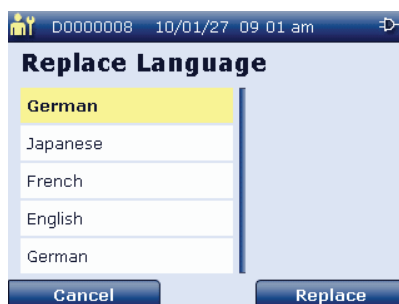 D0000008 10/01/27 09 01 am
Replace Language
German
Japanese
French
English
German
Cancel Replace